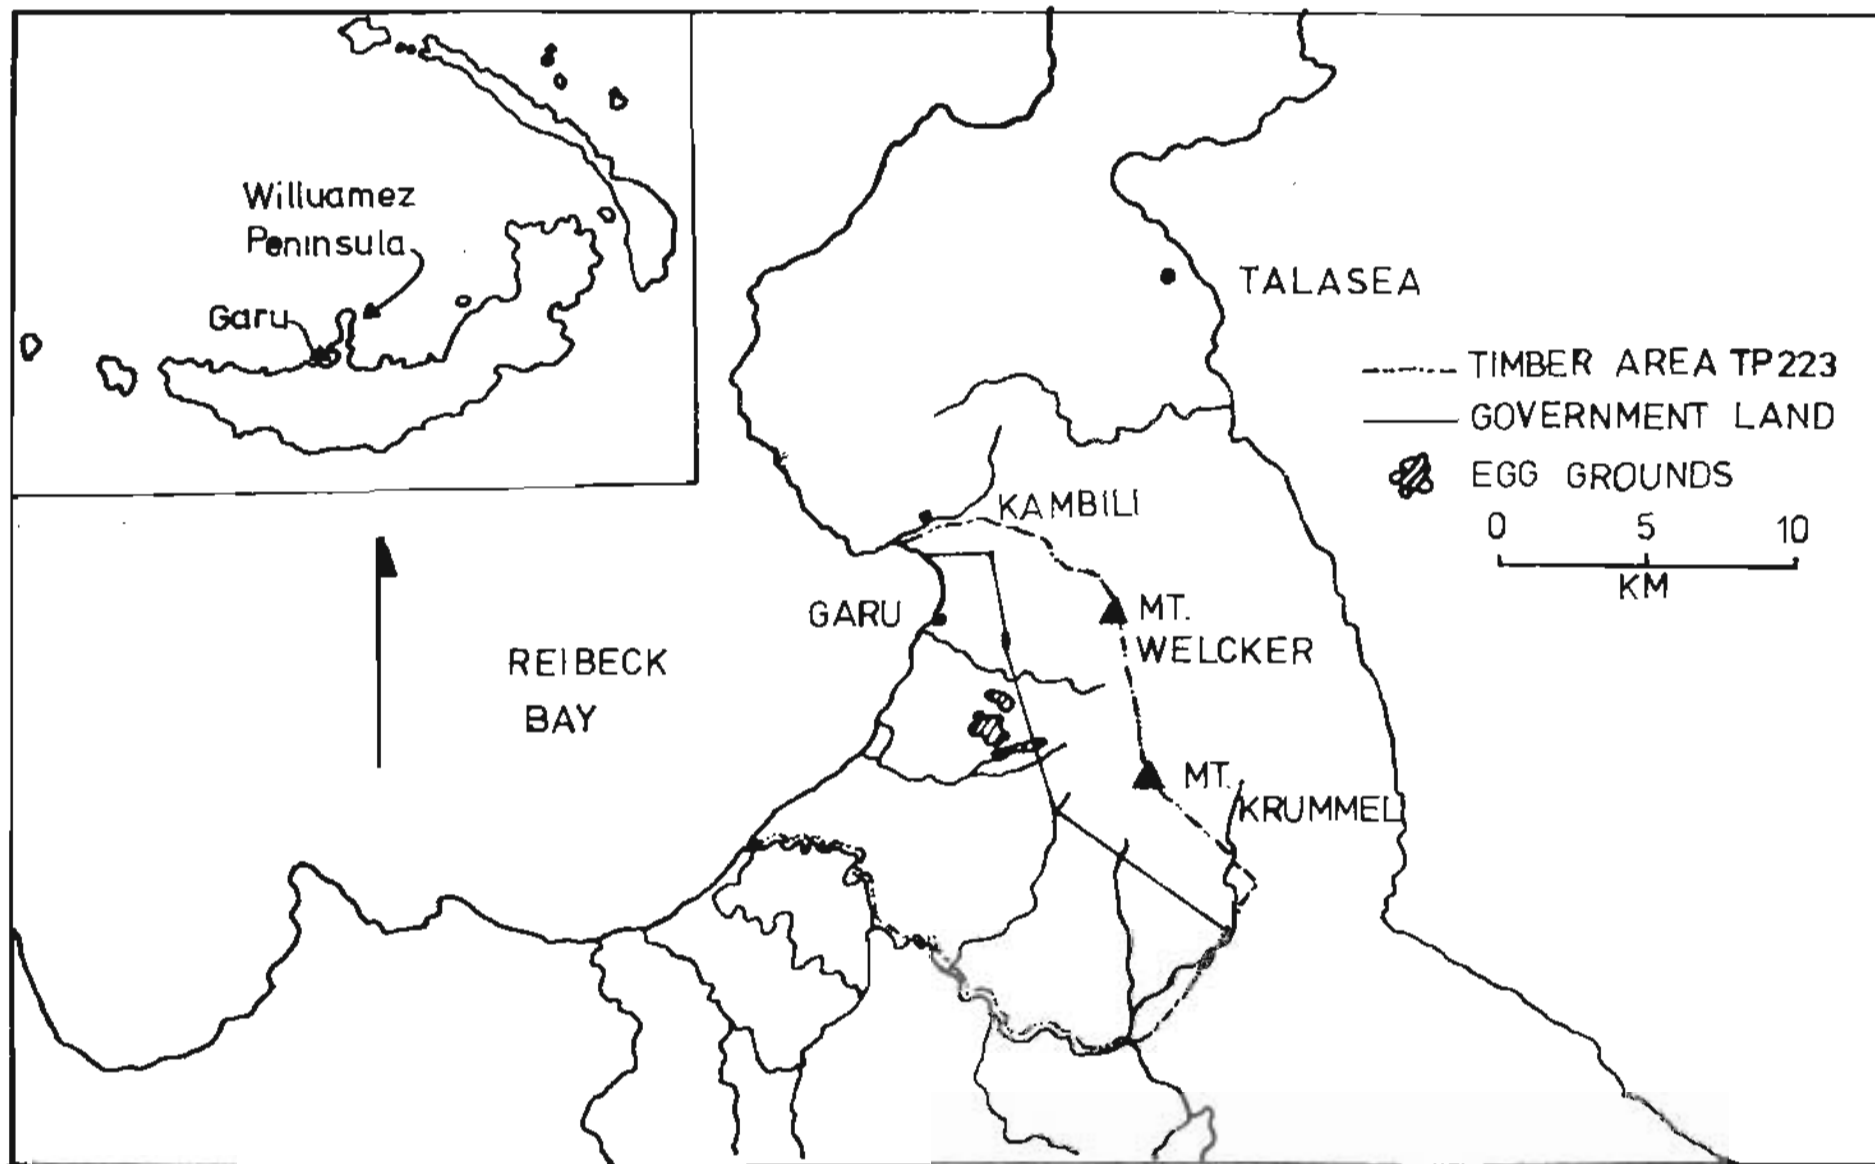 Willuamez
Peninsula
Garu
TALASEA
TIMBER AREA TP223
GOVERNMENT LAND
EGG GROUNDS
0 5 10
KM
KAMBILI
GARU
MT.
WELCKER
REIBECK
BAY
MT.
KRUMMEL